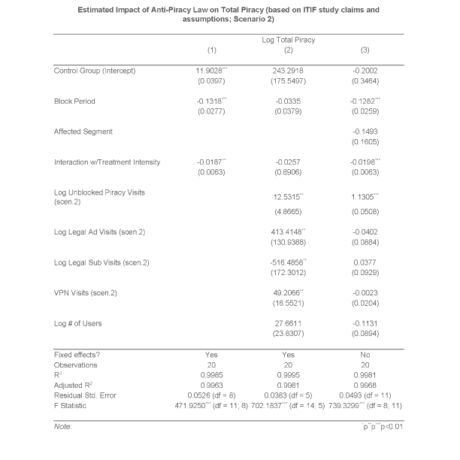 Estimated Impact of Anti-Piracy Law on Total Piracy (based on ITIF study claims and
assumptions; Scenario 2)
Log Total Piracy
(1) (2) (3)
Control Group (Intercept) 11.9028*** 243.2918 -0.2002
(0.0397) (175.5497) (0.3464)
Block Period -0.1318*** -0.0335 -0.1282***
(0.0277) (0.0379) (0.0259)
Affected Segment -0.1493
(0.1605)
Interaction w/Treatment Intensity -0.0187** -0.0257 -0.0198***
(0.0063) (0.8906) (0.0063)
Log Unblocked Piracy Visits
(scen.2) 12.5315** 1.1305***
(4.8665) (0.0508)
Log Legal Ad Visits (scen.2) 413.4148** -0.0402
(130.9388) (0.0884)
Log Legal Sub Visits (scen.2) -516.4858** 0.0377
(172.3012) (0.0929)
VPN Visits (scen.2) 49.2066** -0.0023
(16.5521) (0.0204)
Log # of Users 27.6611 -0.1131
(23.8307) (0.0894)
Fixed effects? Yes Yes No
Observations 20 20 20
R² 0.9985 0.9995 0.9981
Adjusted R² 0.9963 0.9981 0.9968
Residual Std. Error 0.0526 (df = 8) 0.0383 (df = 5) 0.0493 (df = 11)
F Statistic 471.9250*** (df = 11; 8) 702.1837*** (df = 14; 5) 739.3299*** (df = 8; 11)
Note: *p**p***p<0.01